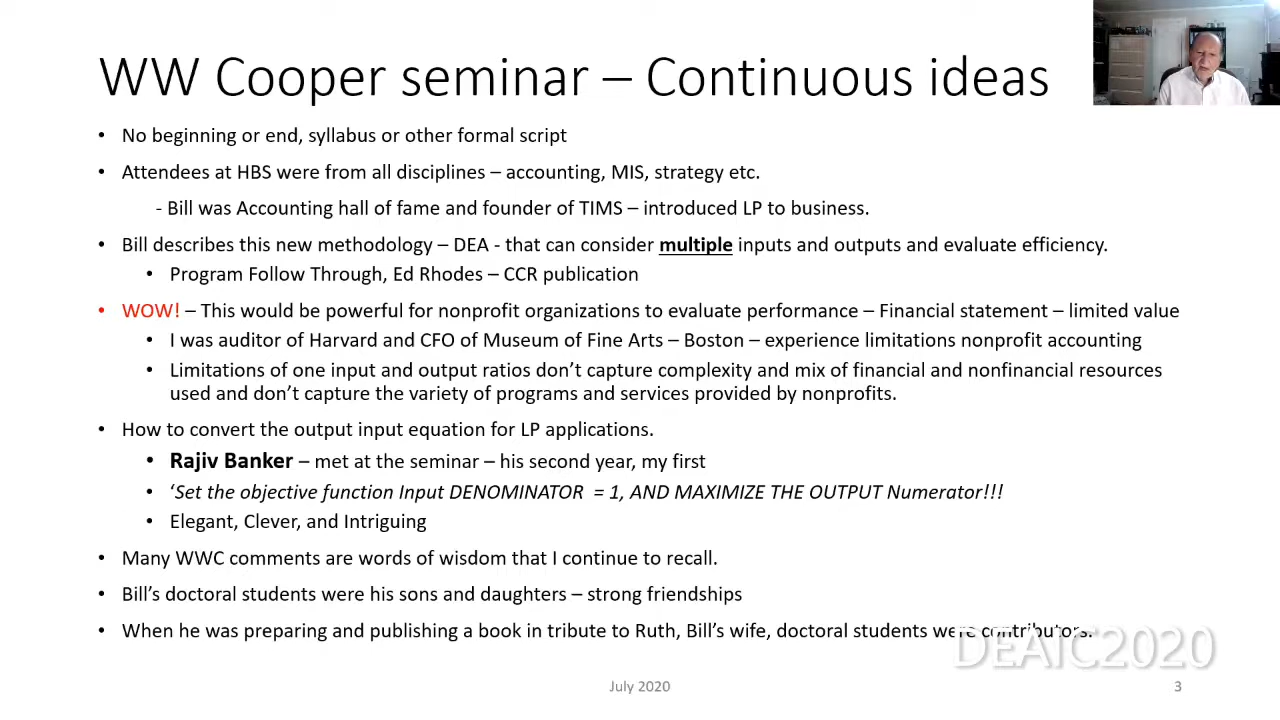 WW Cooper seminar – Continuous ideas
• No beginning or end, syllabus or other formal script
• Attendees at HBS were from all disciplines – accounting, MIS, strategy etc.
- Bill was Accounting hall of fame and founder of TIMS – introduced LP to business.
• Bill describes this new methodology – DEA - that can consider multiple inputs and outputs and evaluate efficiency.
• Program Follow Through, Ed Rhodes – CCR publication
• WOW! – This would be powerful for nonprofit organizations to evaluate performance – Financial statement – limited value
• I was auditor of Harvard and CFO of Museum of Fine Arts – Boston – experience limitations nonprofit accounting
• Limitations of one input and output ratios don’t capture complexity and mix of financial and nonfinancial resources
used and don’t capture the variety of programs and services provided by nonprofits.
• How to convert the output input equation for LP applications.
• Rajiv Banker – met at the seminar – his second year, my first
• ‘Set the objective function Input DENOMINATOR = 1, AND MAXIMIZE THE OUTPUT Numerator!!!
• Elegant, Clever, and Intriguing
• Many WWC comments are words of wisdom that I continue to recall.
• Bill’s doctoral students were his sons and daughters – strong friendships
• When he was preparing and publishing a book in tribute to Ruth, Bill’s wife, doctoral students were contributors.
DEAIC2020
July 2020
3